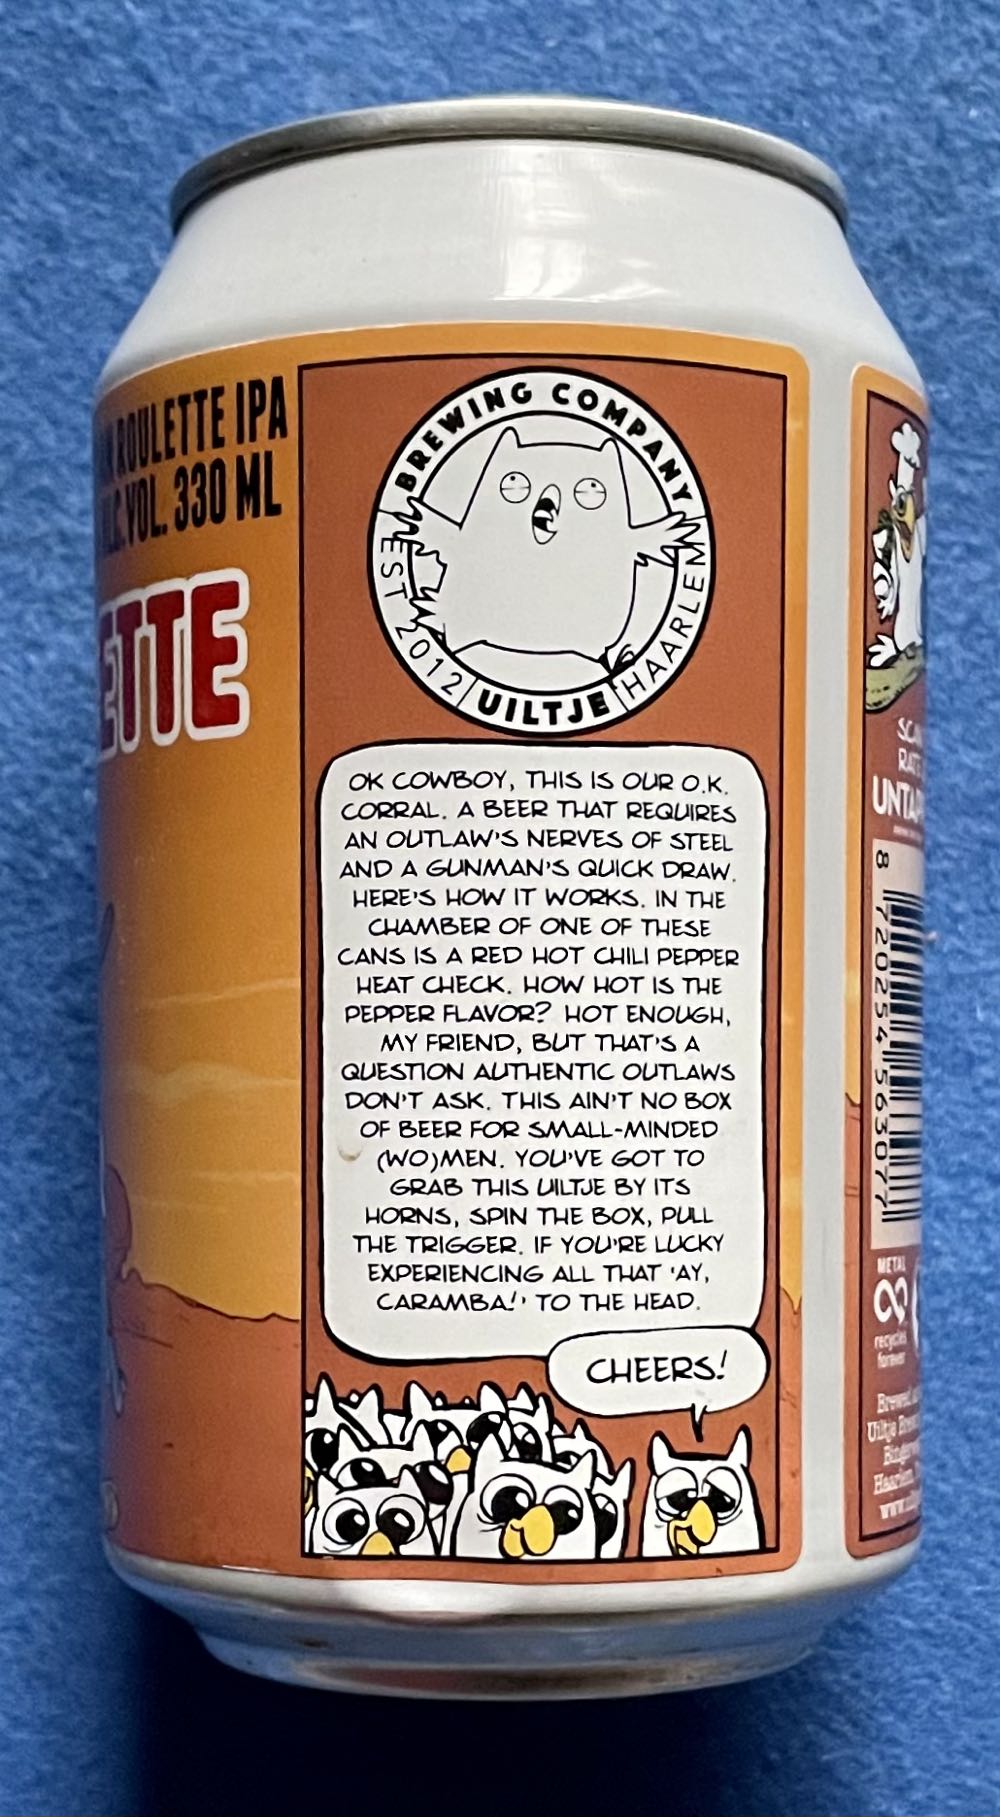 ROULETTE IPA
VOL. 330 ML
ETTE
BREWING COMPANY
EST 2012
UILTJE
HAARLEM
OK COWBOY, THIS IS OUR O.K.
CORRAL. A BEER THAT REQUIRES
AN OUTLAW'S NERVES OF STEEL
AND A GUNMAN'S QUICK DRAW.
HERE'S HOW IT WORKS. IN THE
CHAMBER OF ONE OF THESE
CANS IS A RED HOT CHILI PEPPER
HEAT CHECK. HOW HOT IS THE
PEPPER FLAVOR? HOT ENOUGH,
MY FRIEND, BUT THAT'S A
QUESTION AUTHENTIC OUTLAWS
DON'T ASK. THIS AIN'T NO BOX
OF BEER FOR SMALL-MINDED
(WO)MEN. YOU'VE GOT TO
GRAB THIS UILTJE BY ITS
HORNS, SPIN THE BOX, PULL
THE TRIGGER. IF YOU'RE LUCKY
EXPERIENCING ALL THAT 'AY,
CARAMBA!' TO THE HEAD.
CHEERS!
8 720254 563077
METAL
recycles
forever